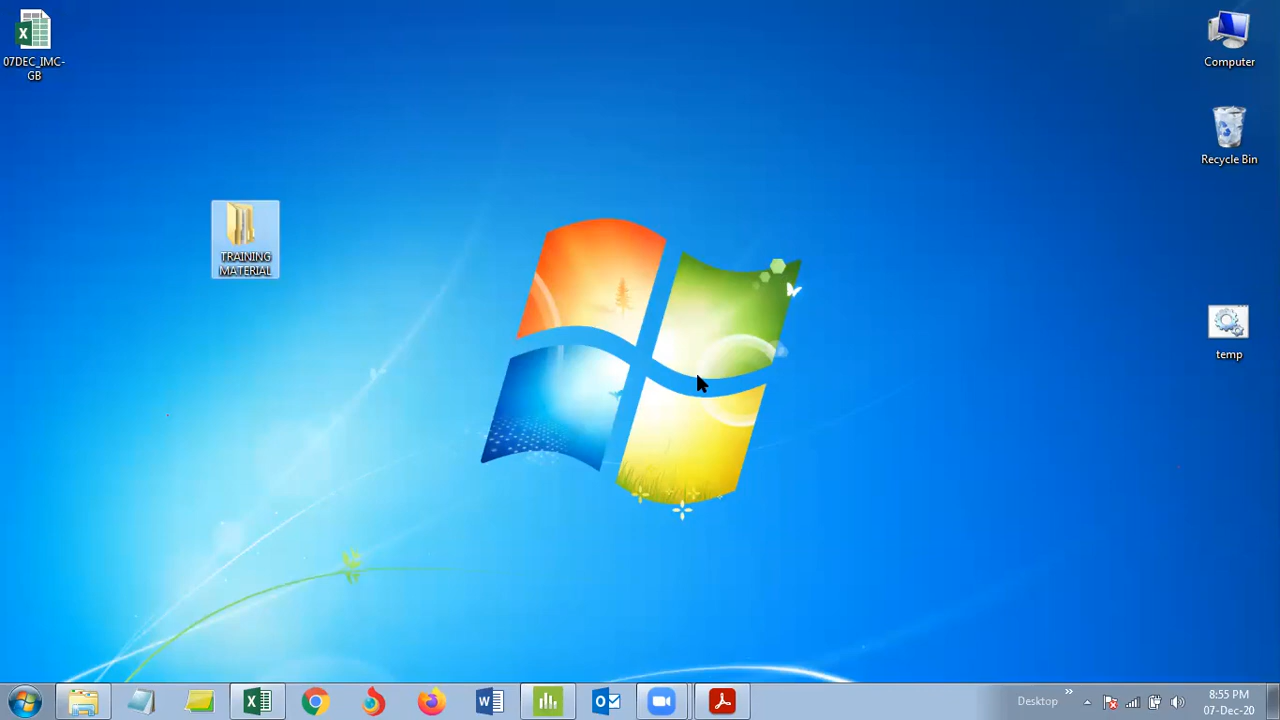 07DEC_IMC-
GB
Computer
Recycle Bin
TRAINING
MATERIAL
temp
Desktop
8:55 PM
07-Dec-20